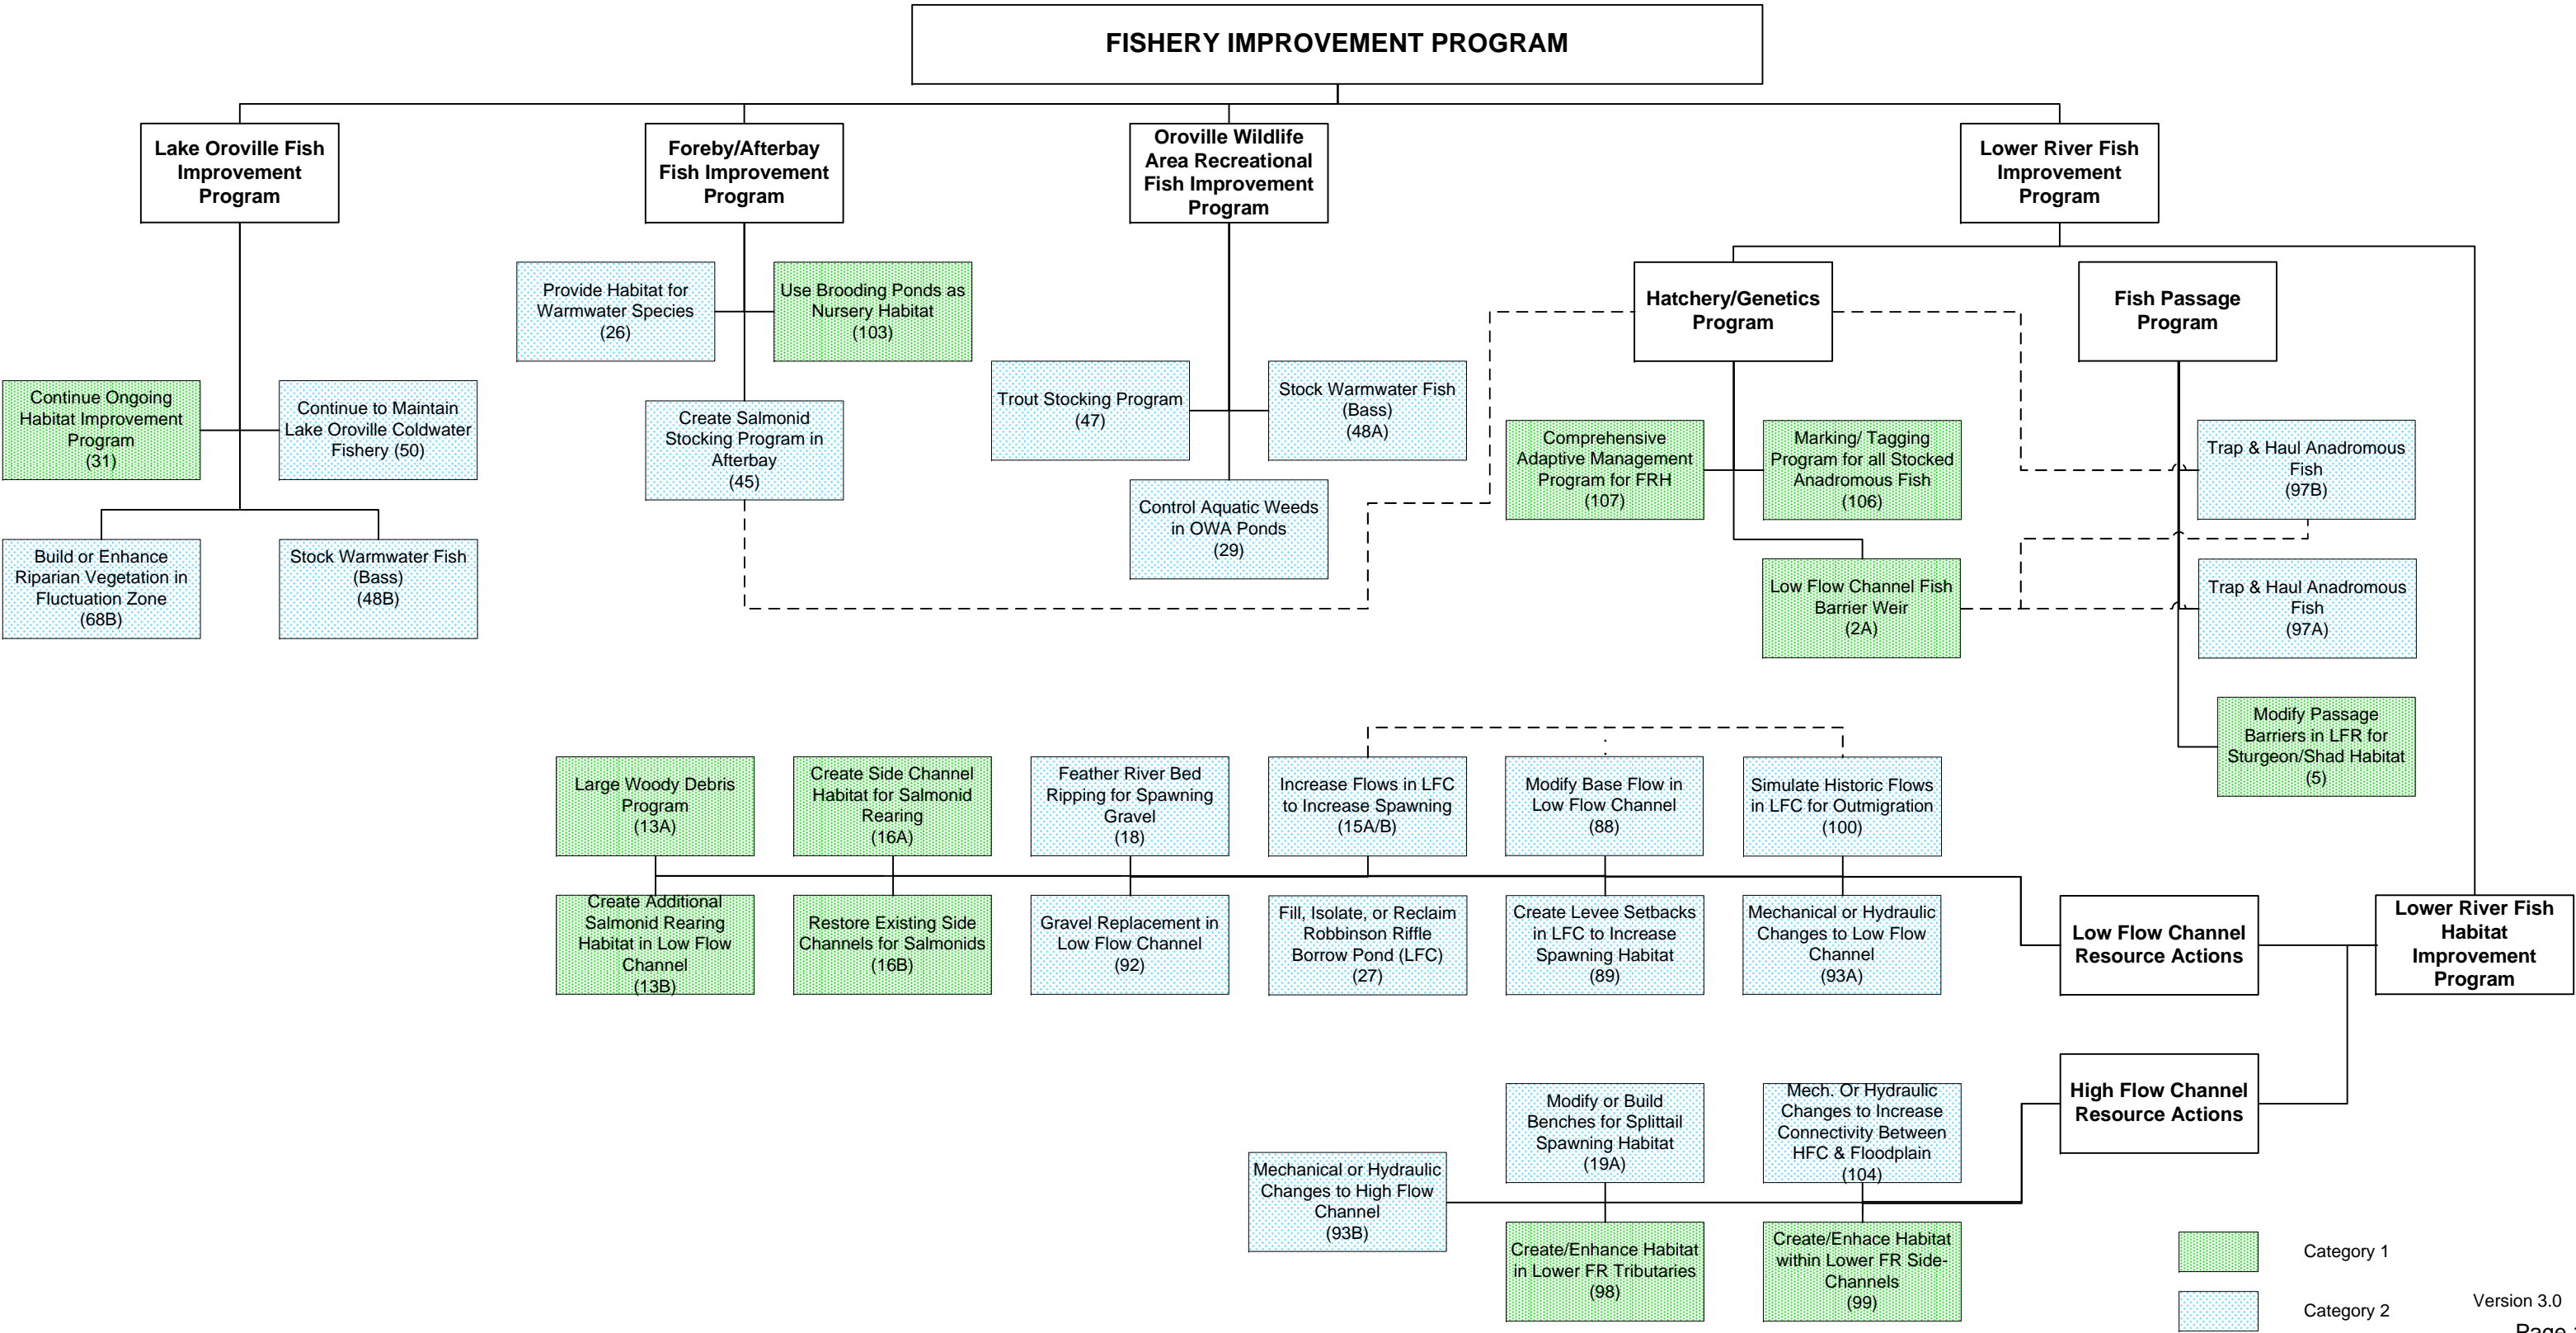 FISHERY IMPROVEMENT PROGRAM
Lake Oroville Fish
Improvement
Program
Foreby/Afterbay
Fish Improvement
Program
Oroville Wildlife
Area Recreational
Fish Improvement
Program
Lower River Fish
Improvement
Program
Provide Habitat for
Warmwater Species
(26)
Use Brooding Ponds as
Nursery Habitat
(103)
Hatchery/Genetics
Program
Fish Passage
Program
Continue Ongoing
Habitat Improvement
Program
(31)
Continue to Maintain
Lake Oroville Coldwater
Fishery (50)
Create Salmonid
Stocking Program in
Afterbay
(45)
Trout Stocking Program
(47)
Stock Warmwater Fish
(Bass)
(48A)
Comprehensive
Adaptive Management
Program for FRH
(107)
Marking/ Tagging
Program for all Stocked
Anadromous Fish
(106)
Trap & Haul Anadromous
Fish
(97B)
Control Aquatic Weeds
in OWA Ponds
(29)
Build or Enhance
Riparian Vegetation in
Fluctuation Zone
(68B)
Stock Warmwater Fish
(Bass)
(48B)
Low Flow Channel Fish
Barrier Weir
(2A)
Trap & Haul Anadromous
Fish
(97A)
Modify Passage
Barriers in LFR for
Sturgeon/Shad Habitat
(5)
Large Woody Debris
Program
(13A)
Create Side Channel
Habitat for Salmonid
Rearing
(16A)
Feather River Bed
Ripping for Spawning
Gravel
(18)
Increase Flows in LFC
to Increase Spawning
(15A/B)
Modify Base Flow in
Low Flow Channel
(88)
Simulate Historic Flows
in LFC for Outmigration
(100)
Create Additional
Salmonid Rearing
Habitat in Low Flow
Channel
(13B)
Restore Existing Side
Channels for Salmonids
(16B)
Gravel Replacement in
Low Flow Channel
(92)
Fill, Isolate, or Reclaim
Robbinson Riffle
Borrow Pond (LFC)
(27)
Create Levee Setbacks
in LFC to Increase
Spawning Habitat
(89)
Mechanical or Hydraulic
Changes to Low Flow
Channel
(93A)
Low Flow Channel
Resource Actions
Lower River Fish
Habitat
Improvement
Program
High Flow Channel
Resource Actions
Modify or Build
Benches for Splittail
Spawning Habitat
(19A)
Mech. Or Hydraulic
Changes to Increase
Connectivity Between
HFC & Floodplain
(104)
Mechanical or Hydraulic
Changes to High Flow
Channel
(93B)
Create/Enhance Habitat
in Lower FR Tributaries
(98)
Create/Enhace Habitat
within Lower FR Side-
Channels
(99)
Category 1
Category 2
Version 3.0
Page